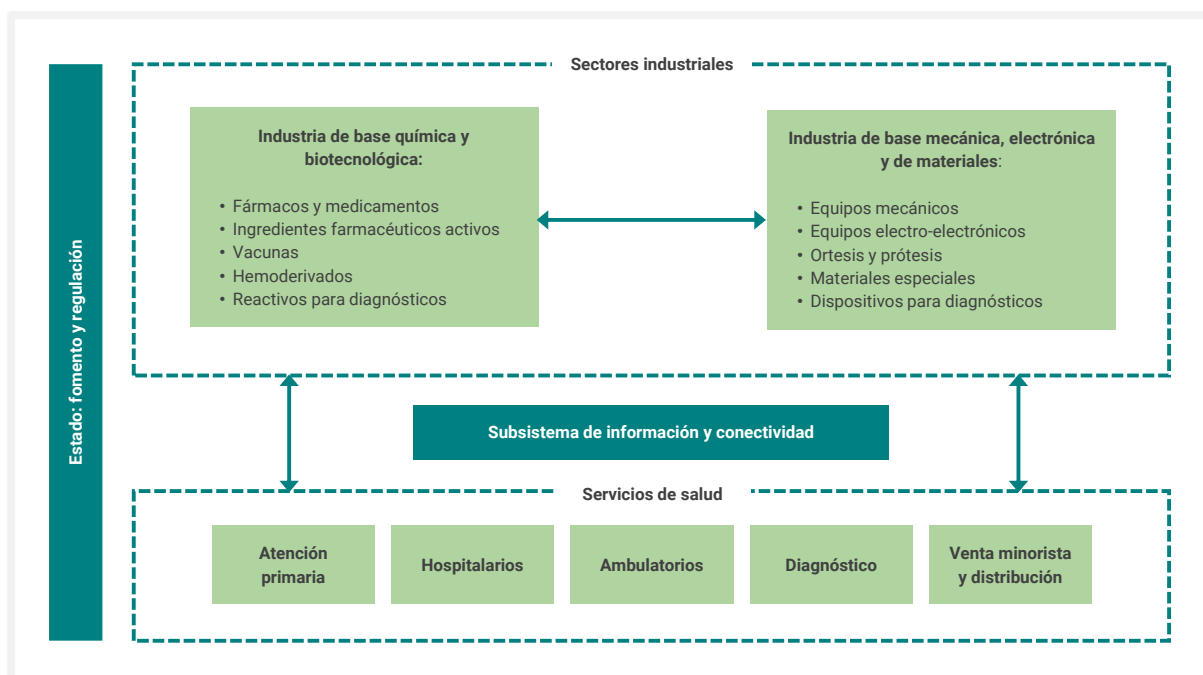 Estado: fomento y regulación
Sectores industriales
Industria de base química y
biotecnológica:
• Fármacos y medicamentos
• Ingredientes farmacéuticos activos
• Vacunas
• Hemoderivados
• Reactivos para diagnósticos
Industria de base mecánica, electrónica
y de materiales:
• Equipos mecánicos
• Equipos electro-electrónicos
• Ortesis y prótesis
• Materiales especiales
• Dispositivos para diagnósticos
Subsistema de información y conectividad
Servicios de salud
Atención
primaria
Hospitalarios
Ambulatorios
Diagnóstico
Venta minorista
y distribución